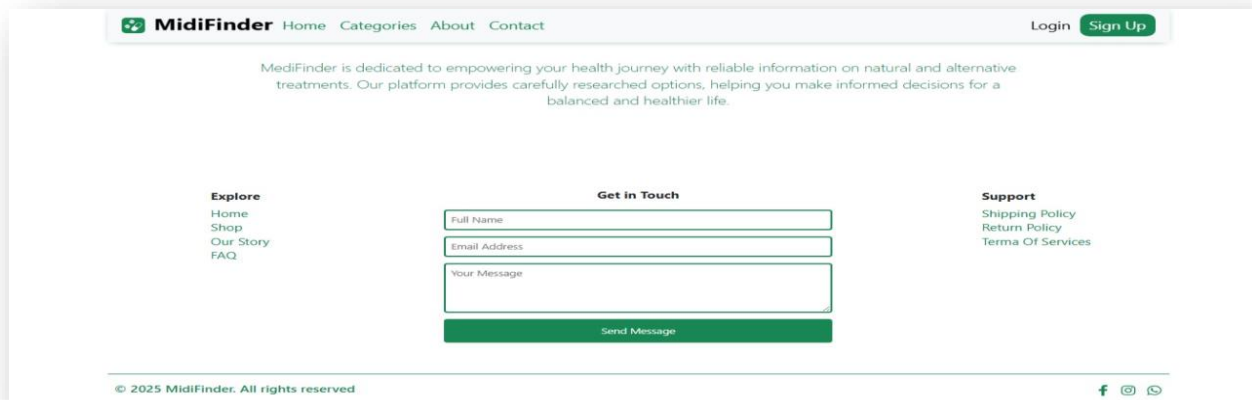 MidiFinder Home Categories About Contact Login Sign Up
MediFinder is dedicated to empowering your health journey with reliable information on natural and alternative
treatments. Our platform provides carefully researched options, helping you make informed decisions for a
balanced and healthier life.
Explore
Home
Shop
Our Story
FAQ
Get in Touch
Full Name
Email Address
Your Message
Send Message
Support
Shipping Policy
Return Policy
Terma Of Services
© 2025 MidiFinder. All rights reserved